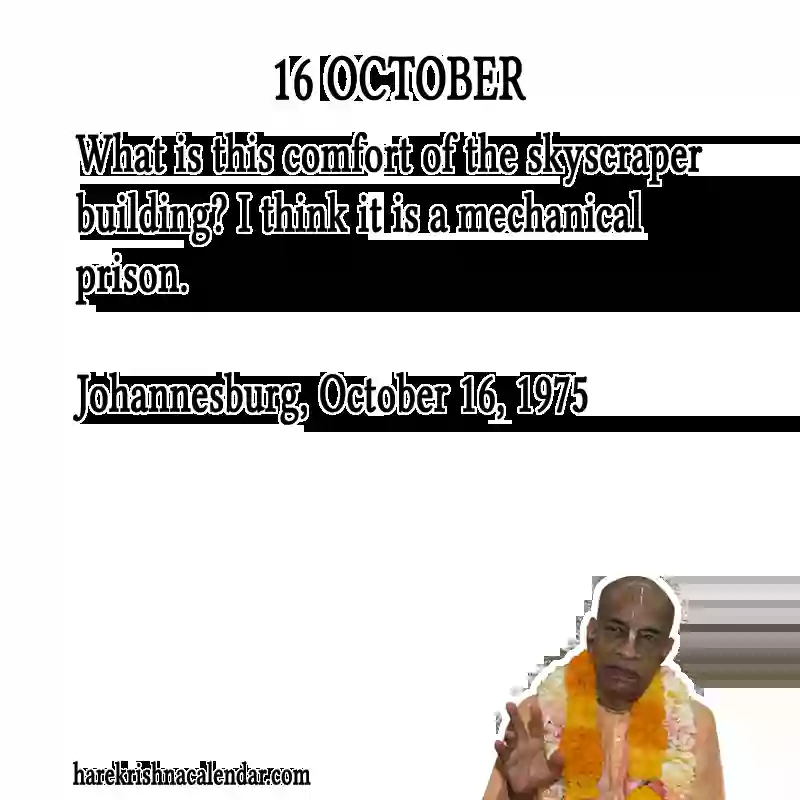 16 OCTOBER
What is this comfort of the skyscraper
building? I think it is a mechanical
prison.
Johannesburg, October 16, 1975
harekrishnacalendar.com